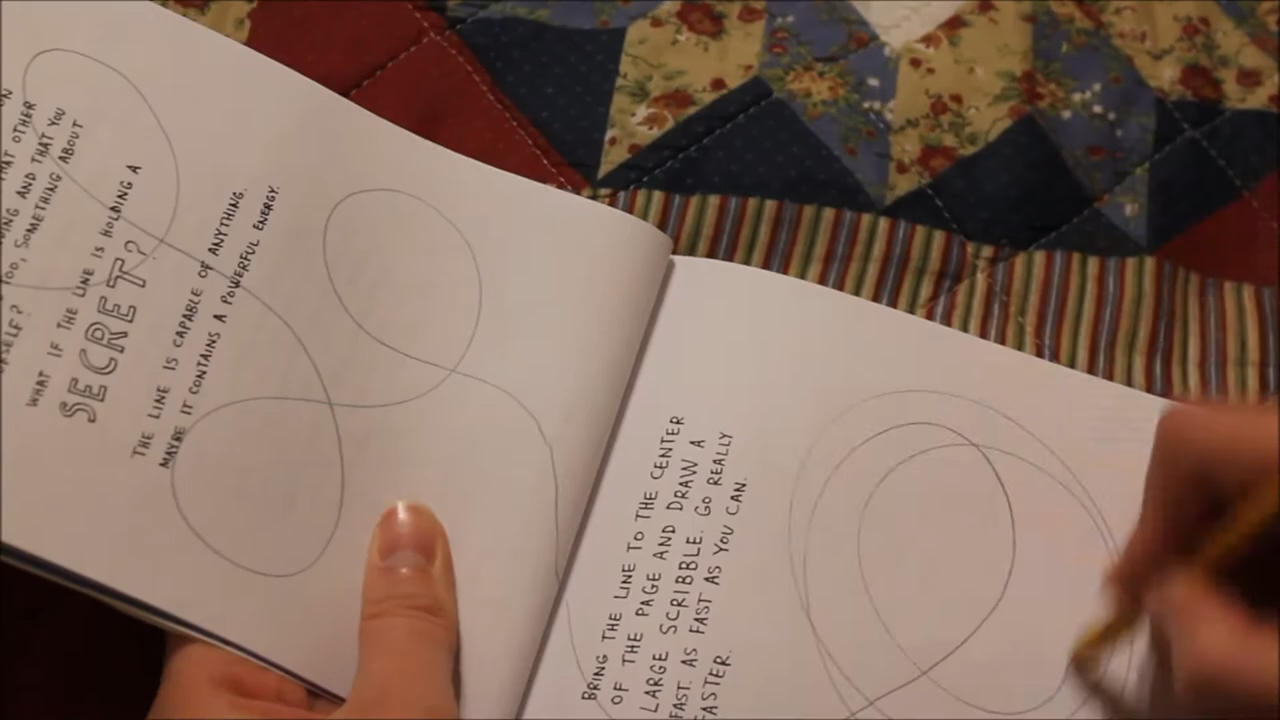 THAT OTHER
AND THAT YOU
TOO, SOMETHING ABOUT
WHAT IF THE LINE IS HOLDING A
SECRET?
THE LINE IS CAPABLE OF ANYTHING.
MAYBE IT CONTAINS A POWERFUL ENERGY.
BRING THE LINE TO THE CENTER
OF THE PAGE AND DRAW A
LARGE SCRIBBLE. GO REALLY
FAST. AS FAST AS YOU CAN.
FASTER.